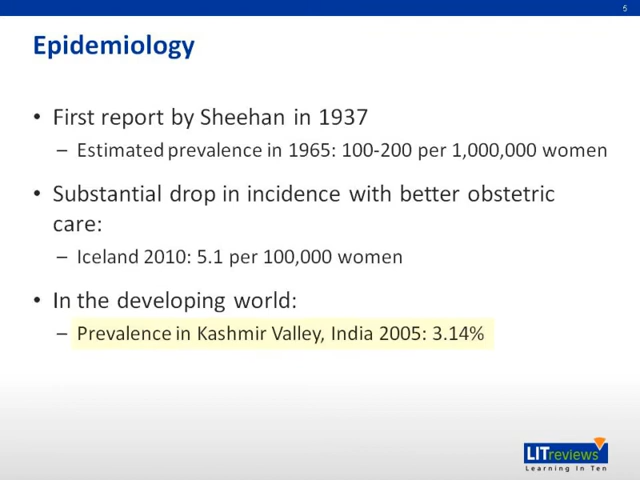 5
Epidemiology
• First report by Sheehan in 1937
– Estimated prevalence in 1965: 100-200 per 1,000,000 women
• Substantial drop in incidence with better obstetric
care:
– Iceland 2010: 5.1 per 100,000 women
• In the developing world:
– Prevalence in Kashmir Valley, India 2005: 3.14%
LITreviews
Learning In Ten